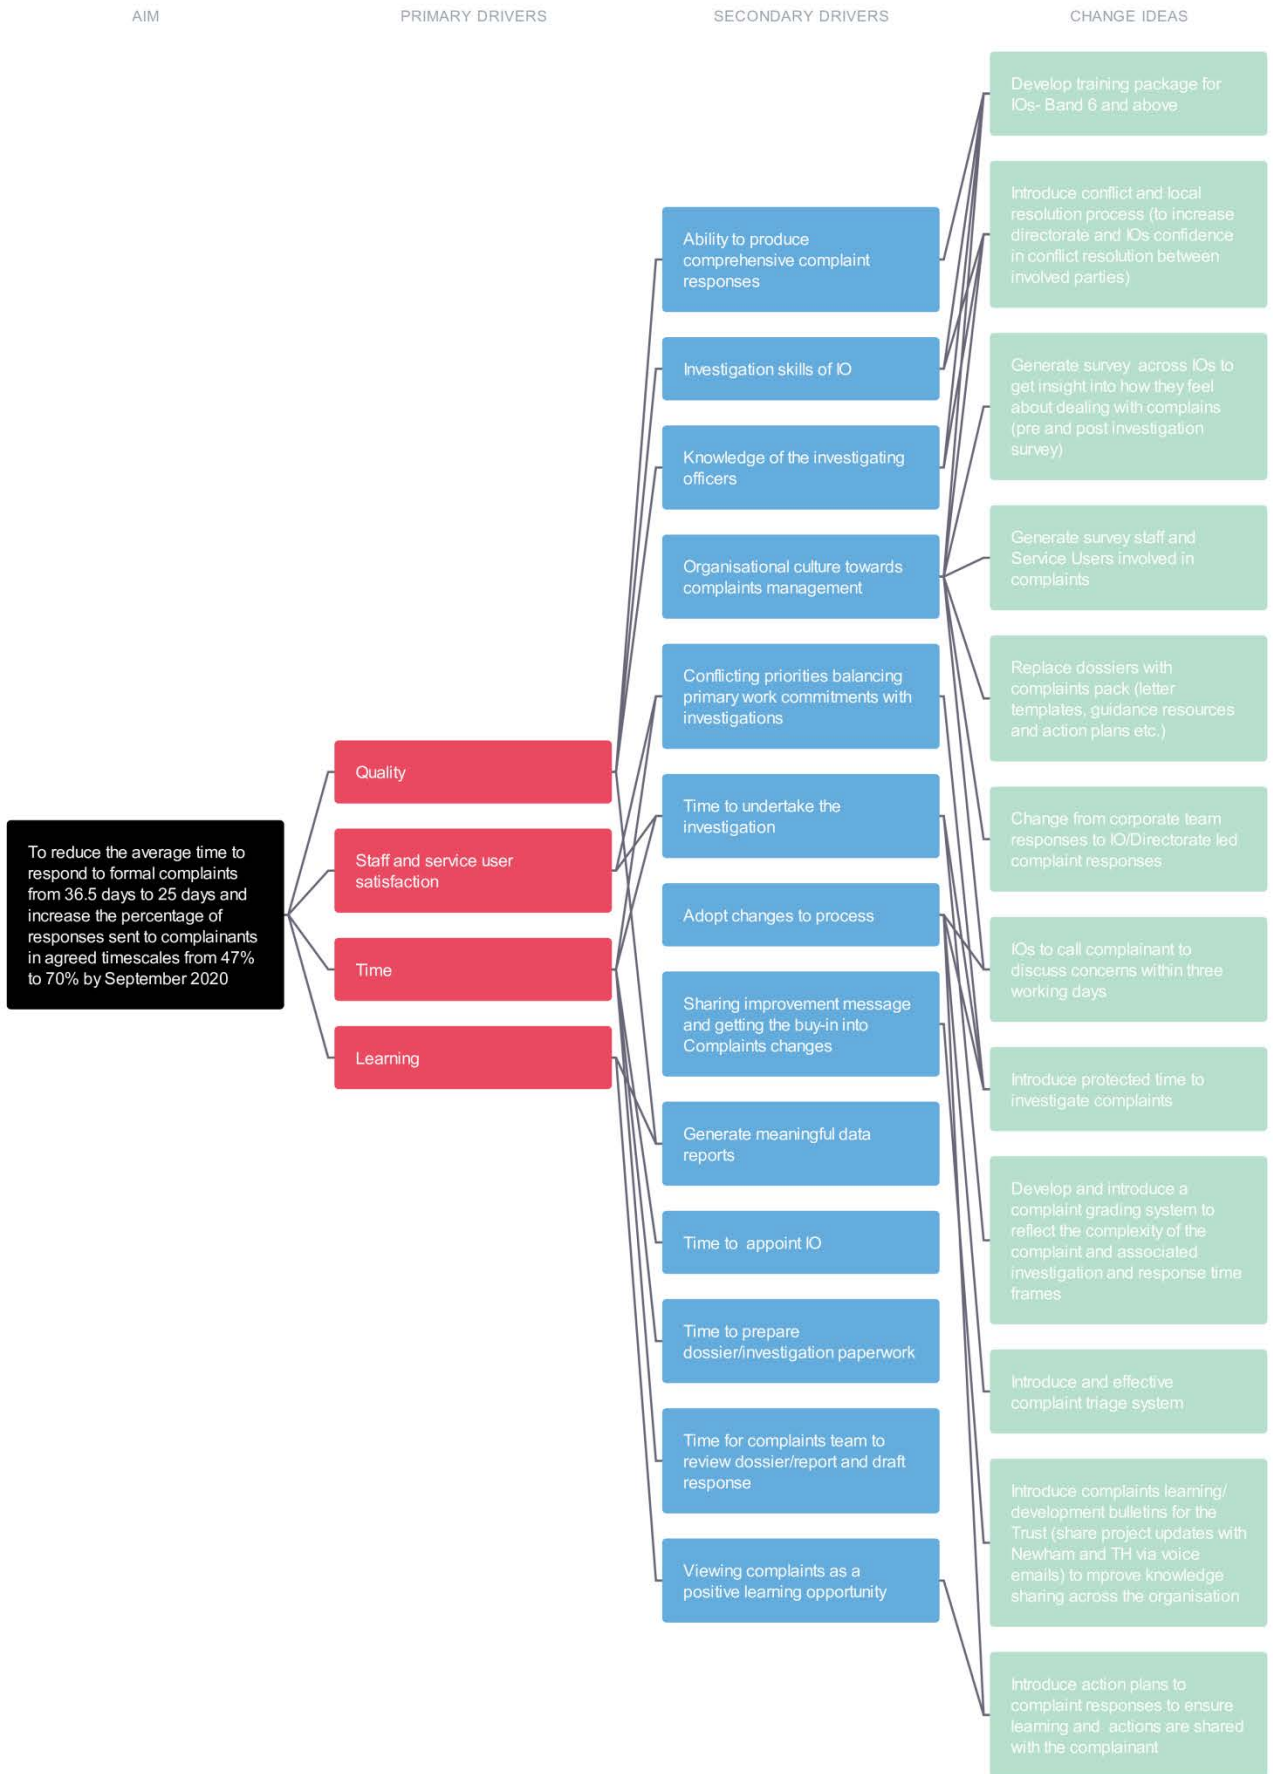 AIM
PRIMARY DRIVERS
SECONDARY DRIVERS
CHANGE IDEAS
To reduce the average time to
respond to formal complaints
from 36.5 days to 25 days and
increase the percentage of
responses sent to complainants
in agreed timescales from 47%
to 70% by September 2020
Quality
Staff and service user
satisfaction
Time
Learning
Ability to produce
comprehensive complaint
responses
Investigation skills of IO
Knowledge of the investigating
officers
Organisational culture towards
complaints management
Conflicting priorities balancing
primary work commitments with
investigations
Time to undertake the
investigation
Adopt changes to process
Sharing improvement message
and getting the buy-in into
Complaints changes
Generate meaningful data
reports
Time to appoint IO
Time to prepare
dossier/investigation paperwork
Time for complaints team to
review dossier/report and draft
response
Viewing complaints as a
positive learning opportunity
Develop training package for
IOs- Band 6 and above
Introduce conflict and local
resolution process (to increase
directorate and IOs confidence
in conflict resolution between
involved parties)
Generate survey across IOs to
get insight into how they feel
about dealing with complains
(pre and post investigation
survey)
Generate survey staff and
Service Users involved in
complaints
Replace dossiers with
complaints pack (letter
templates, guidance resources
and action plans etc.)
Change from corporate team
responses to IO/Directorate led
complaint responses
IOs to call complainant to
discuss concerns within three
working days
Introduce protected time to
investigate complaints
Develop and introduce a
complaint grading system to
reflect the complexity of the
complaint and associated
investigation and response time
frames
Introduce and effective
complaint triage system
Introduce complaints learning/
development bulletins for the
Trust (share project updates with
Newham and TH via voice
emails) to mprove knowledge
sharing across the organisation
Introduce action plans to
complaint responses to ensure
learning and actions are shared
with the complainant